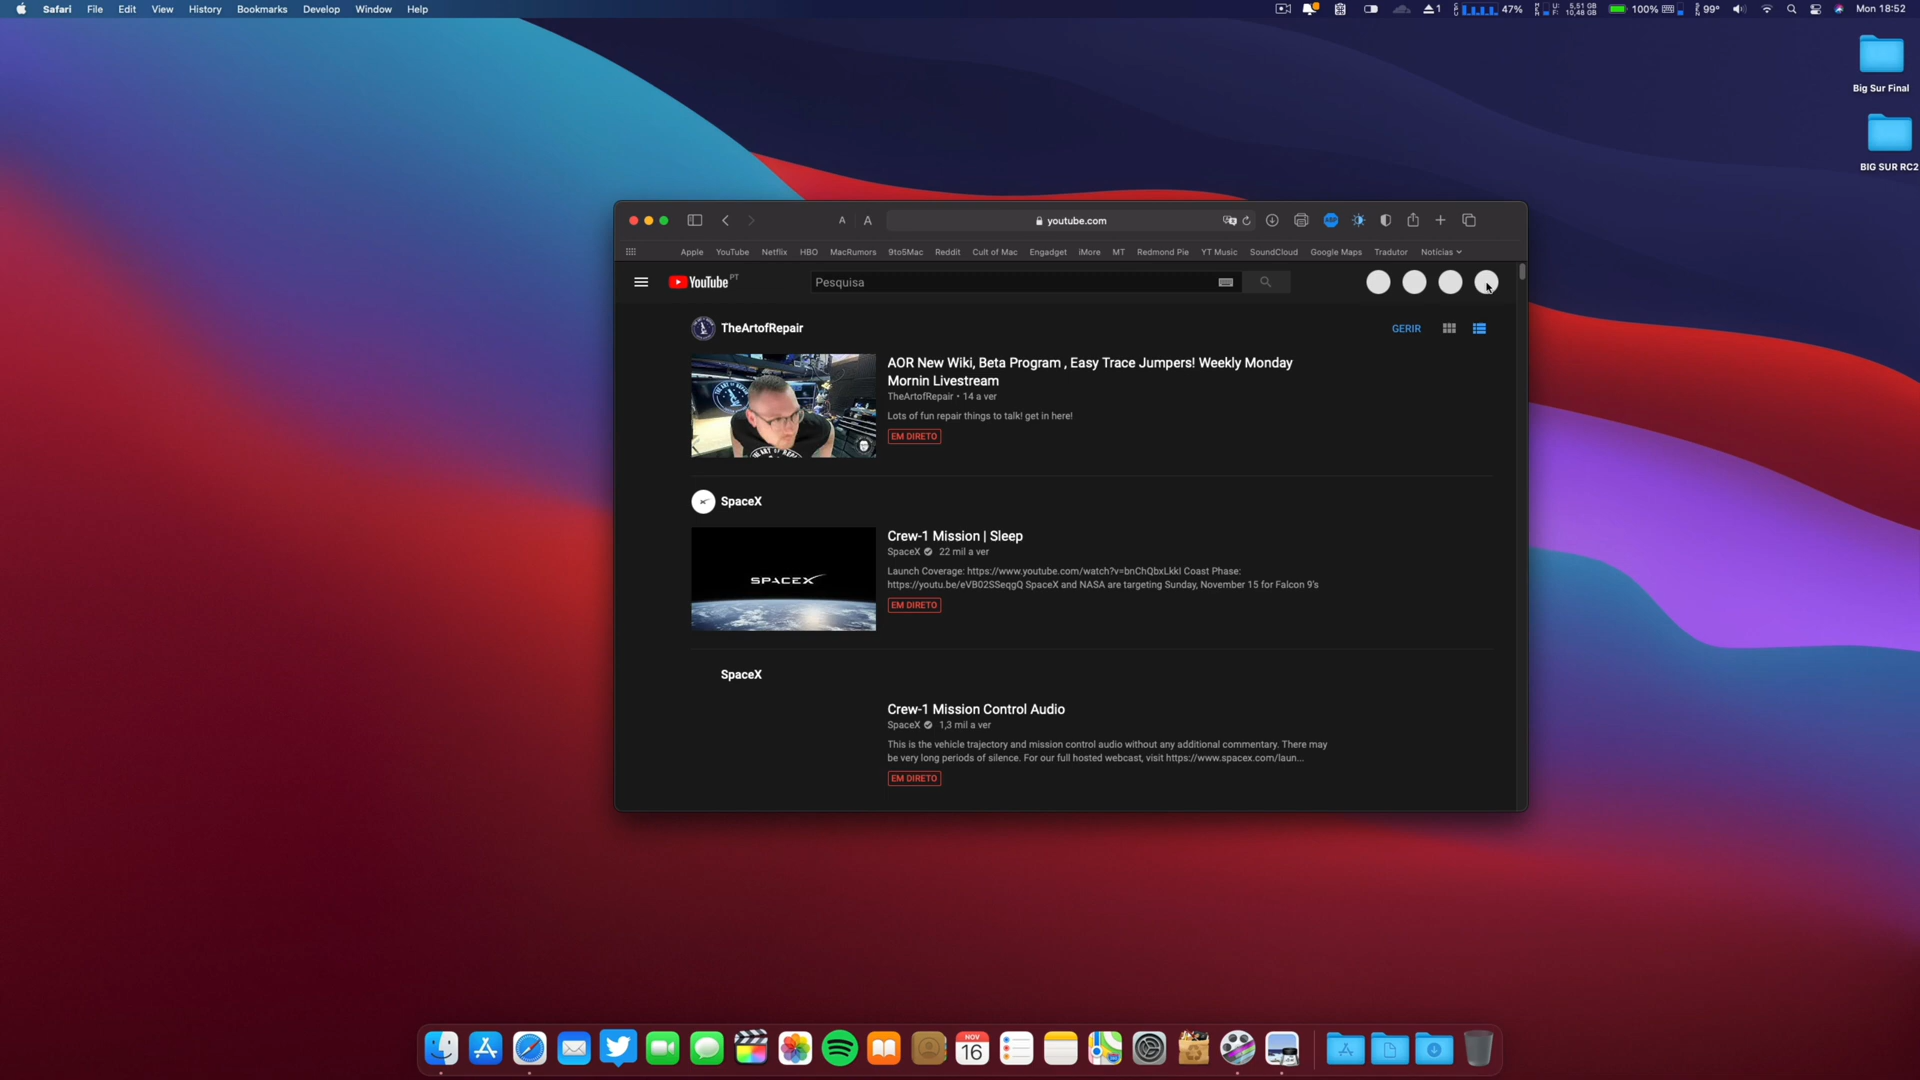 Safari File Edit View History Bookmarks Develop Window Help
1 47% U: 5,51 GB F: 10,48 GB 100% 99° Mon 18:52
Big Sur Final
BIG SUR RC2
A A youtube.com
Apple YouTube Netflix HBO MacRumors 9to5Mac Reddit Cult of Mac Engadget iMore MT Redmond Pie YT Music SoundCloud Google Maps Tradutor Notícias
YouTube PT Pesquisa
TheArtofRepair GERIR
AOR New Wiki, Beta Program , Easy Trace Jumpers! Weekly Monday
Mornin Livestream
TheArtofRepair • 14 a ver
Lots of fun repair things to talk! get in here!
EM DIRETO
SpaceX
Crew-1 Mission | Sleep
SpaceX 22 mil a ver
SPACEX
Launch Coverage: https://www.youtube.com/watch?v=bnChQbxLkkI Coast Phase:
https://youtu.be/eVB02SSeqgQ SpaceX and NASA are targeting Sunday, November 15 for Falcon 9's
EM DIRETO
SpaceX
Crew-1 Mission Control Audio
SpaceX 1,3 mil a ver
This is the vehicle trajectory and mission control audio without any additional commentary. There may
be very long periods of silence. For our full hosted webcast, visit https://www.spacex.com/laun...
EM DIRETO
NOV
16